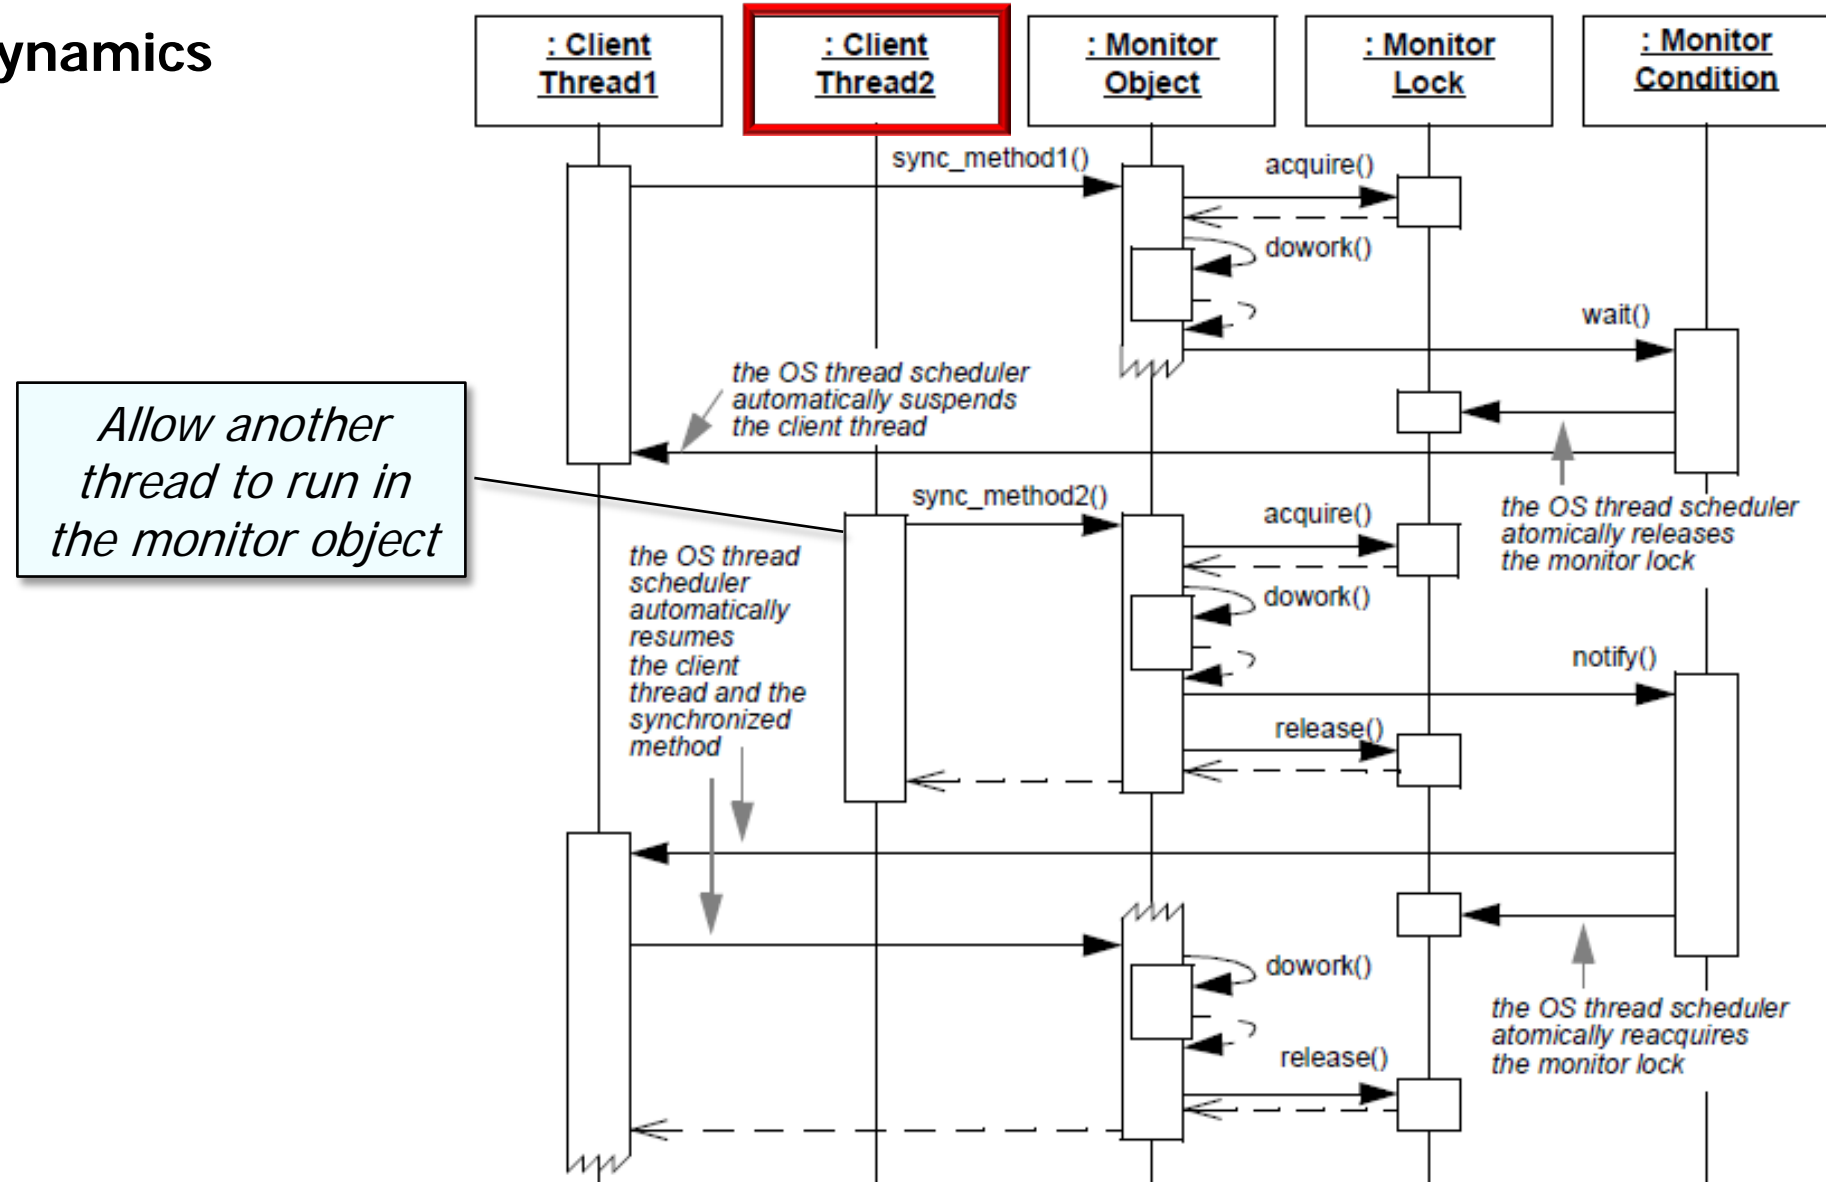 ynamics
: Client
Thread1
: Client
Thread2
: Monitor
Object
: Monitor
Lock
: Monitor
Condition
sync_method1()
acquire()
dowork()
wait()
the OS thread scheduler
automatically suspends
the client thread
Allow another
thread to run in
the monitor object
sync_method2()
acquire()
the OS thread scheduler
atomically releases
the monitor lock
the OS thread
scheduler
automatically
resumes
the client
thread and the
synchronized
method
dowork()
notify()
release()
dowork()
the OS thread scheduler
atomically reacquires
the monitor lock
release()